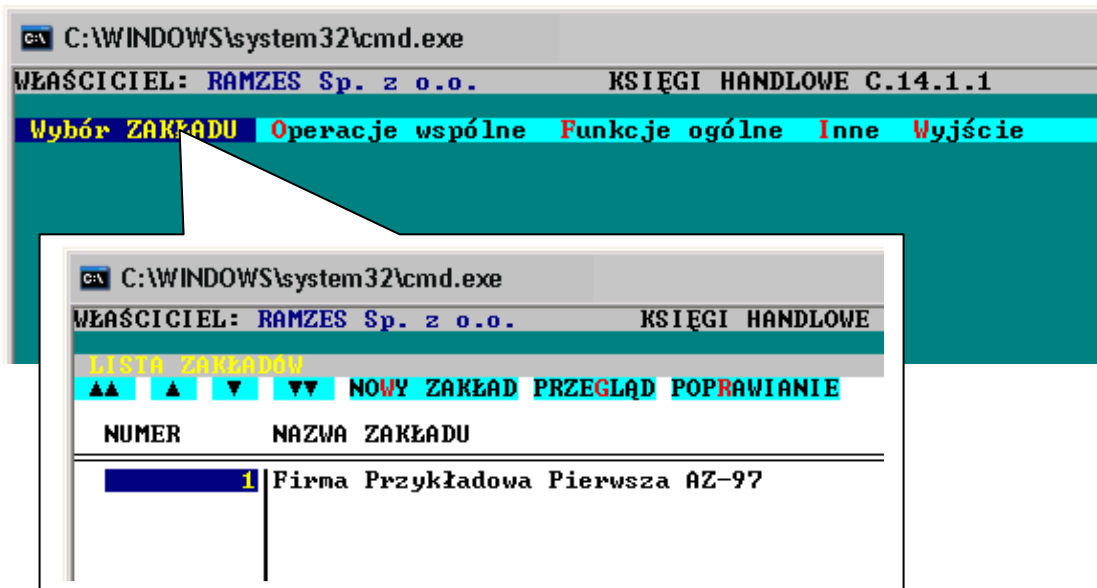 C:\WINDOWS\system32\cmd.exe
WŁAŚCICIEL: RAMZES Sp. z o.o. KSIĘGI HANDLOWE C.14.1.1
Wybór ZAKŁADU Operacje wspólne Funkcje ogólne Inne Wyjście
C:\WINDOWS\system32\cmd.exe
WŁAŚCICIEL: RAMZES Sp. z o.o. KSIĘGI HANDLOWE
LISTA ZAKŁADÓW
▲▲ ▲ ▼ ▼▼ NOWY ZAKŁAD PRZEGLĄD POPRAWIANIE
NUMER NAZWA ZAKŁADU
1 Firma Przykładowa Pierwsza AZ-97